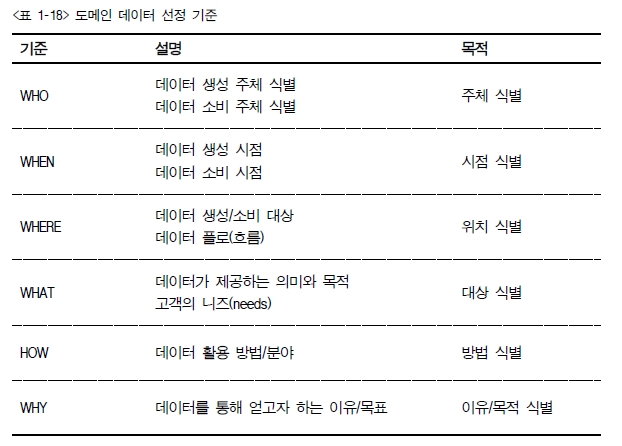 <표 1-18> 도메인 데이터 선정 기준
기준 설명 목적
WHO 데이터 생성 주체 식별 주체 식별
데이터 소비 주체 식별
WHEN 데이터 생성 시점 시점 식별
데이터 소비 시점
WHERE 데이터 생성/소비 대상 위치 식별
데이터 플로(흐름)
WHAT 데이터가 제공하는 의미와 목적 대상 식별
고객의 니즈(needs)
HOW 데이터 활용 방법/분야 방법 식별
WHY 데이터를 통해 얻고자 하는 이유/목표 이유/목적 식별